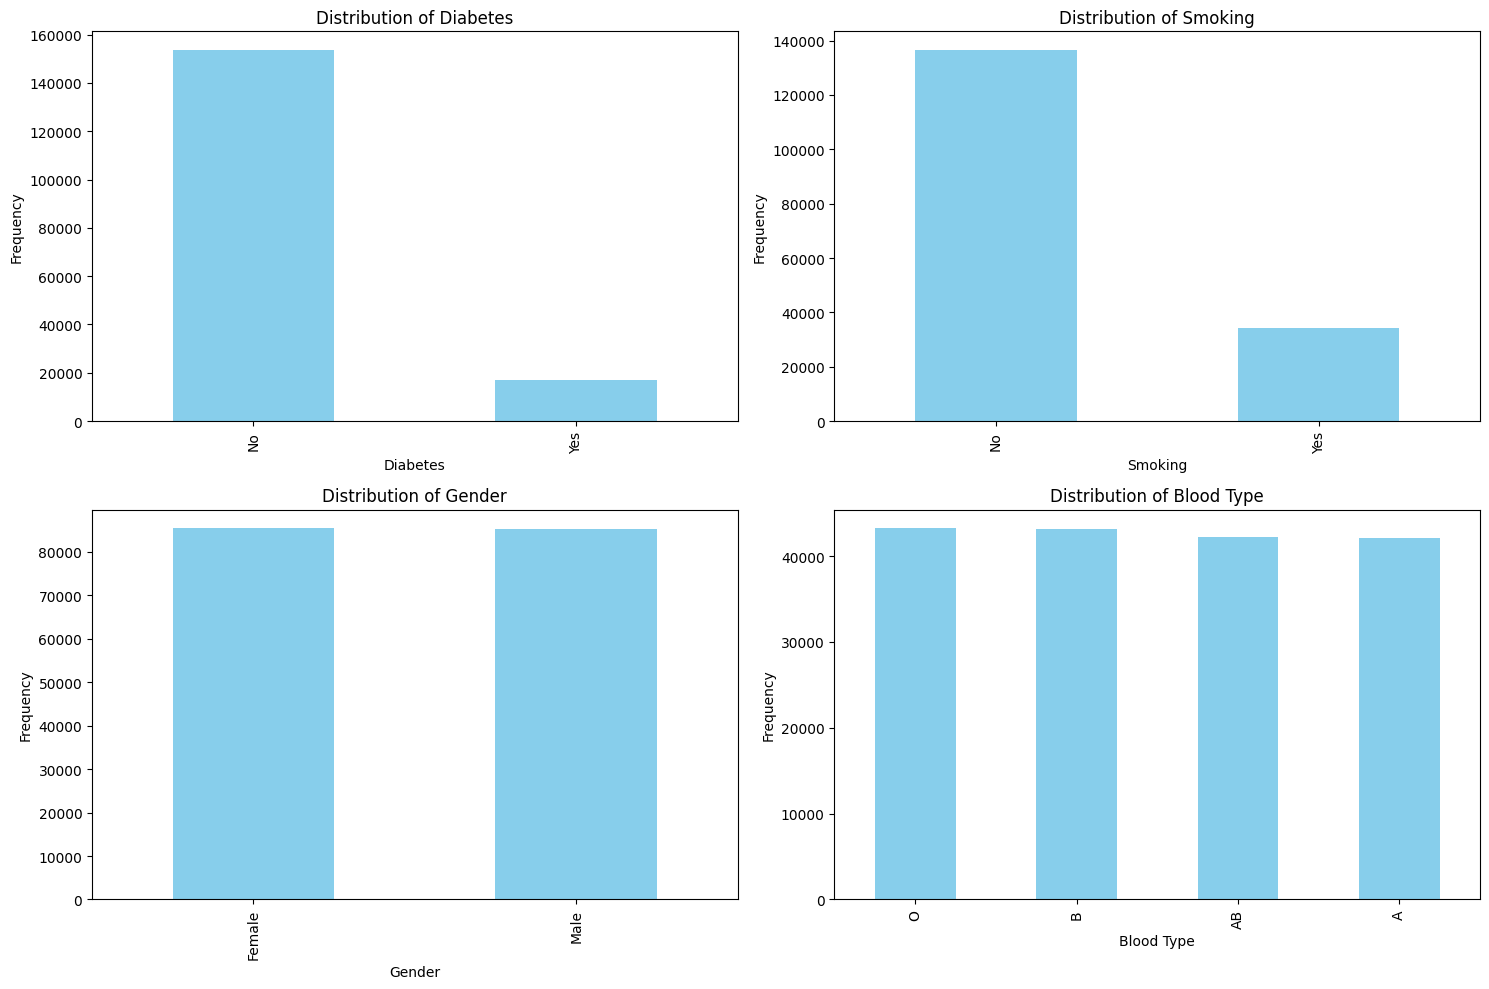 Distribution of Diabetes
160000
140000
120000
100000
80000
60000
40000
20000
0
Frequency
No
Yes
Diabetes
Distribution of Smoking
140000
120000
100000
80000
60000
40000
20000
0
Frequency
No
Yes
Smoking
Distribution of Gender
80000
70000
60000
50000
40000
30000
20000
10000
0
Frequency
Female
Male
Gender
Distribution of Blood Type
40000
30000
20000
10000
0
Frequency
O
B
AB
A
Blood Type